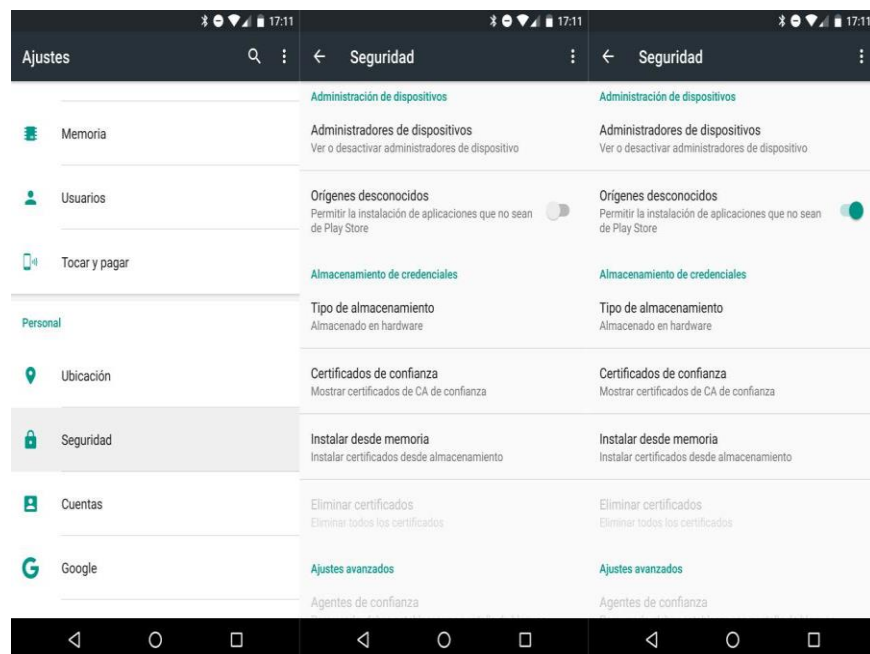 17:11
Ajustes
Memoria
Usuarios
Tocar y pagar
Personal
Ubicación
Seguridad
Cuentas
Google
17:11
Seguridad
Administración de dispositivos
Administradores de dispositivos
Ver o desactivar administradores de dispositivo
Orígenes desconocidos
Permitir la instalación de aplicaciones que no sean
de Play Store
Almacenamiento de credenciales
Tipo de almacenamiento
Almacenado en hardware
Certificados de confianza
Mostrar certificados de CA de confianza
Instalar desde memoria
Instalar certificados desde almacenamiento
Eliminar certificados
Eliminar todos los certificados
Ajustes avanzados
Agentes de confianza
17:11
Seguridad
Administración de dispositivos
Administradores de dispositivos
Ver o desactivar administradores de dispositivo
Orígenes desconocidos
Permitir la instalación de aplicaciones que no sean
de Play Store
Almacenamiento de credenciales
Tipo de almacenamiento
Almacenado en hardware
Certificados de confianza
Mostrar certificados de CA de confianza
Instalar desde memoria
Instalar certificados desde almacenamiento
Eliminar certificados
Eliminar todos los certificados
Ajustes avanzados
Agentes de confianza